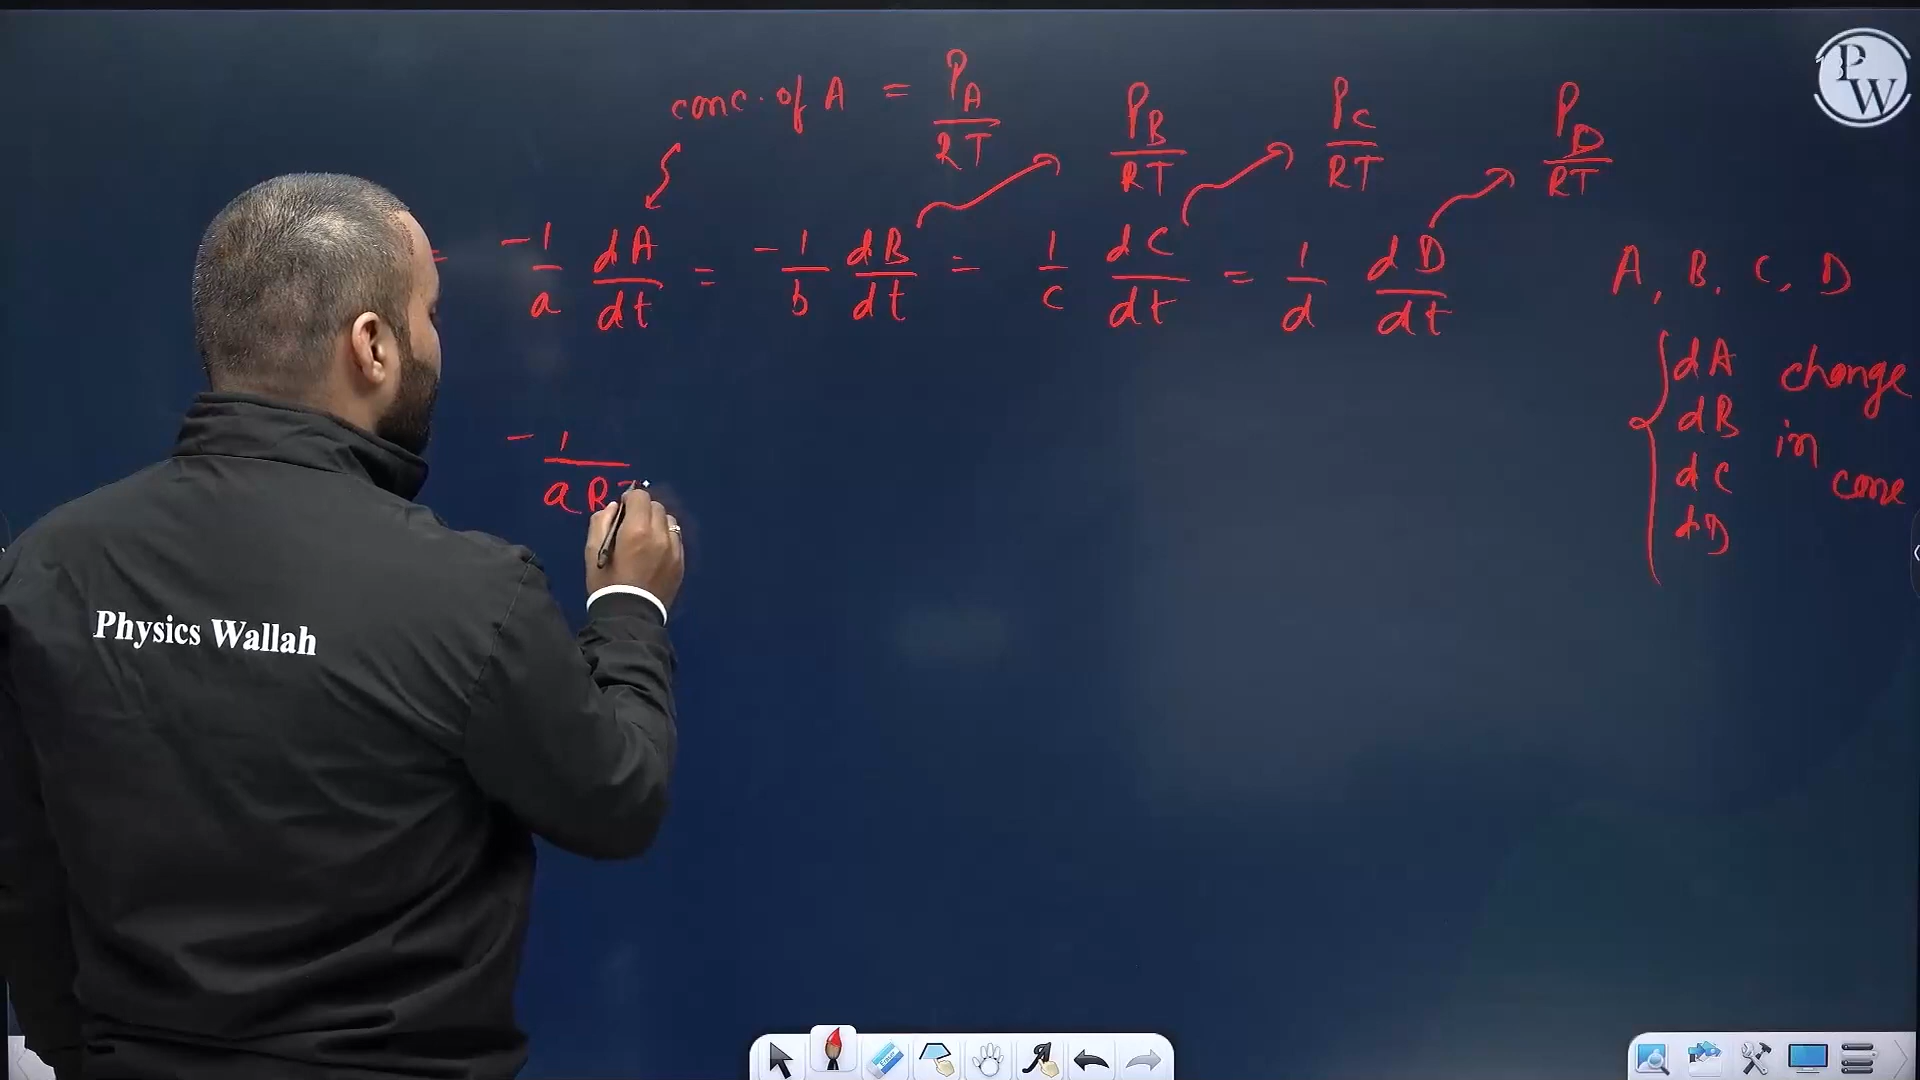 conc. of A = P_A/RT P_B/RT P_C/RT P_D/RT
= -1/a dA/dt = -1/b dB/dt = 1/c dC/dt = 1/d dD/dt
A, B, C, D
dA change
dB in
dC conc
dD
-1/aRT
Physics Wallah
PW